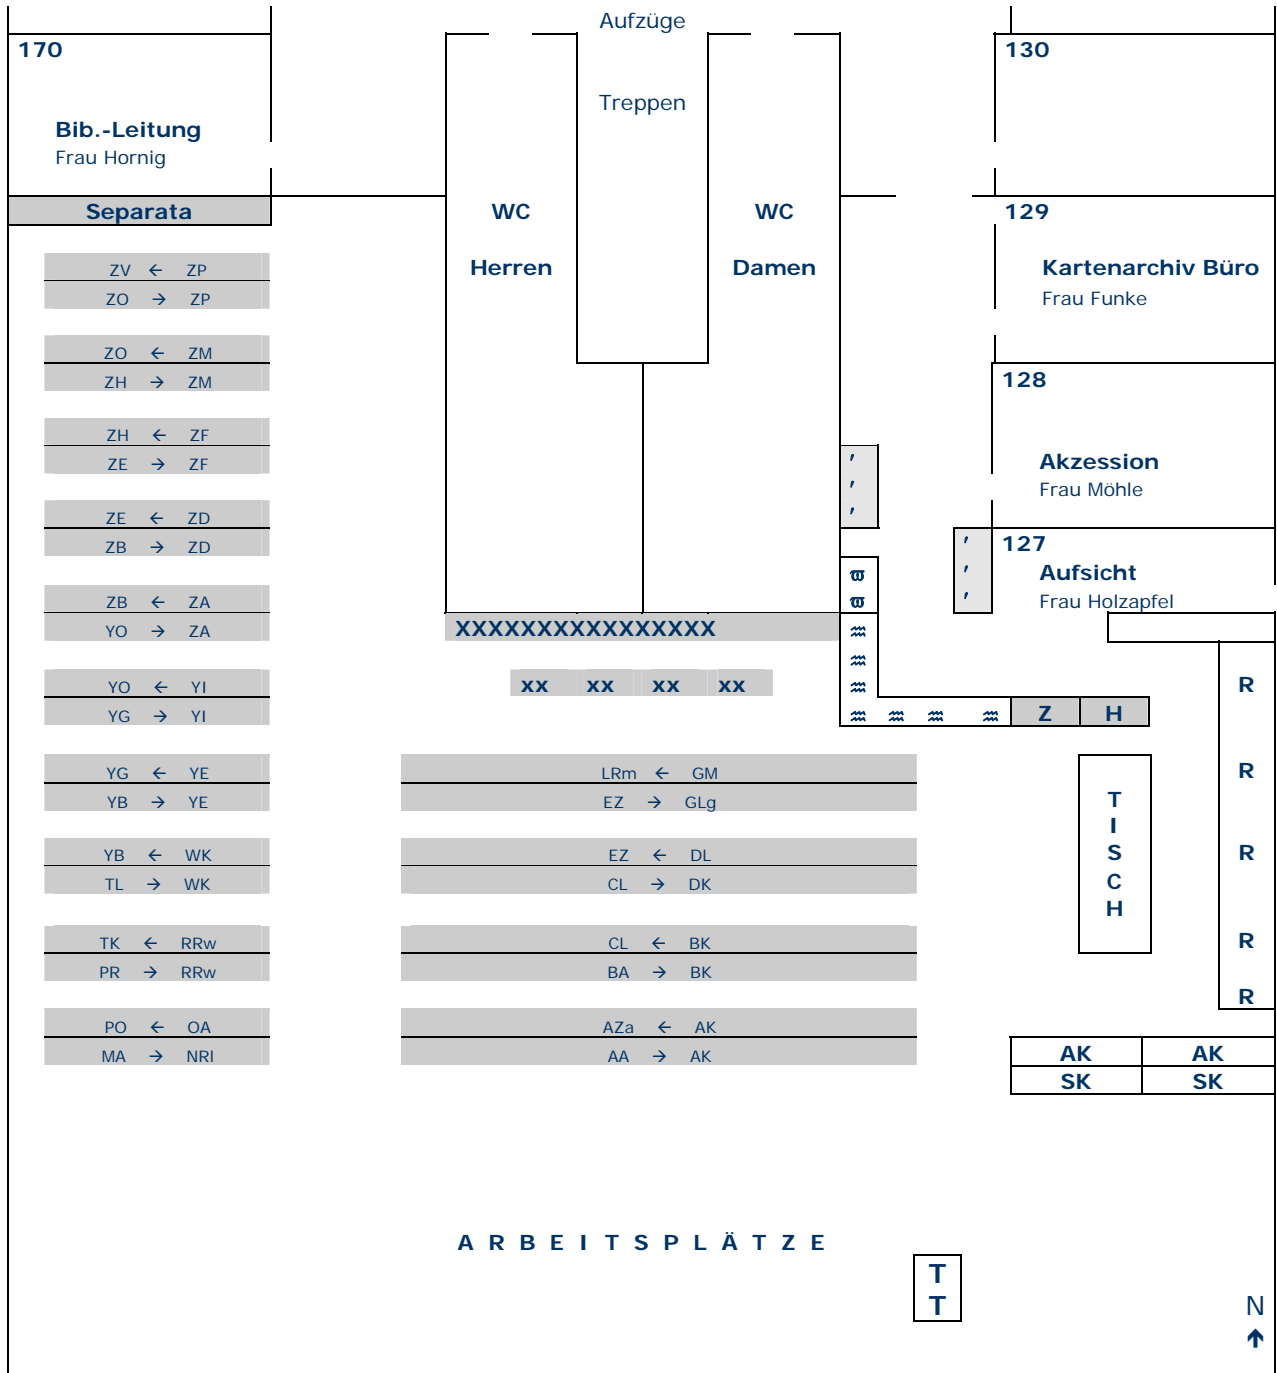 Aufzüge
170
130
Treppen
Bib.-Leitung
Frau Hornig
Separata
WC
Herren
WC
Damen
129
Kartenarchiv Büro
Frau Funke
ZV ← ZP
ZO → ZP
ZO ← ZM
ZH → ZM
128
Akzession
Frau Möhle
ZH ← ZF
ZE → ZF
′
′
′
ZE ← ZD
ZB → ZD
′
′
′
127
Aufsicht
Frau Holzapfel
ϖ
ϖ
ZB ← ZA
YO → ZA
XXXXXXXXXXXXXXXX
xx xx xx xx
YO ← YI
YG → YI
♒
♒
♒
♒ ♒ ♒ ♒ Z H
R
R
R
R
R
YG ← YE
YB → YE
LRm ← GM
EZ → GLg
T
I
S
C
H
YB ← WK
TL → WK
EZ ← DL
CL → DK
TK ← RRw
PR → RRw
CL ← BK
BA → BK
PO ← OA
MA → NRI
AZa ← AK
AA → AK
AK AK
SK SK
A R B E I T S P L Ä T Z E
T
T
N
↑